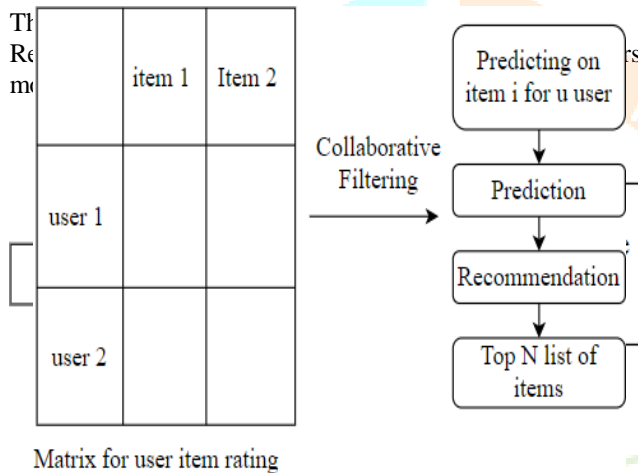 item 1
Item 2
user 1
user 2
Matrix for user item rating
Collaborative
Filtering
Predicting on
item i for u user
Prediction
Recommendation
Top N list of
items